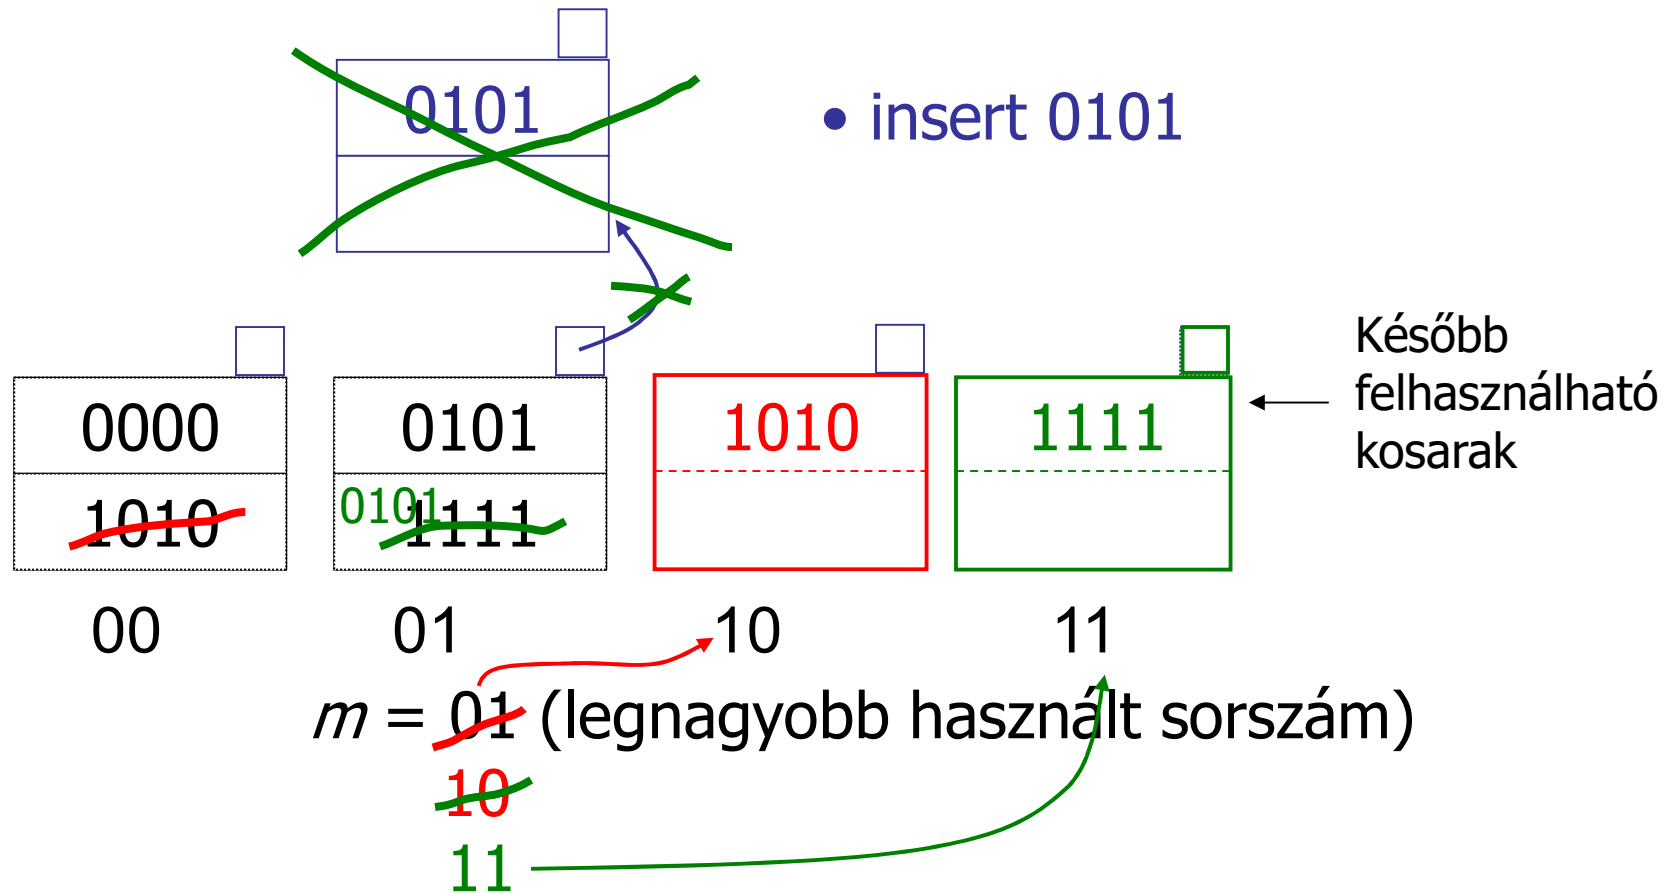 0101
• insert 0101
Később
felhasználható
kosarak
0000 0101 1010 1111
1010 0101 1111
00 01 10 11
m = 01 (legnagyobb használt sorszám)
10
11